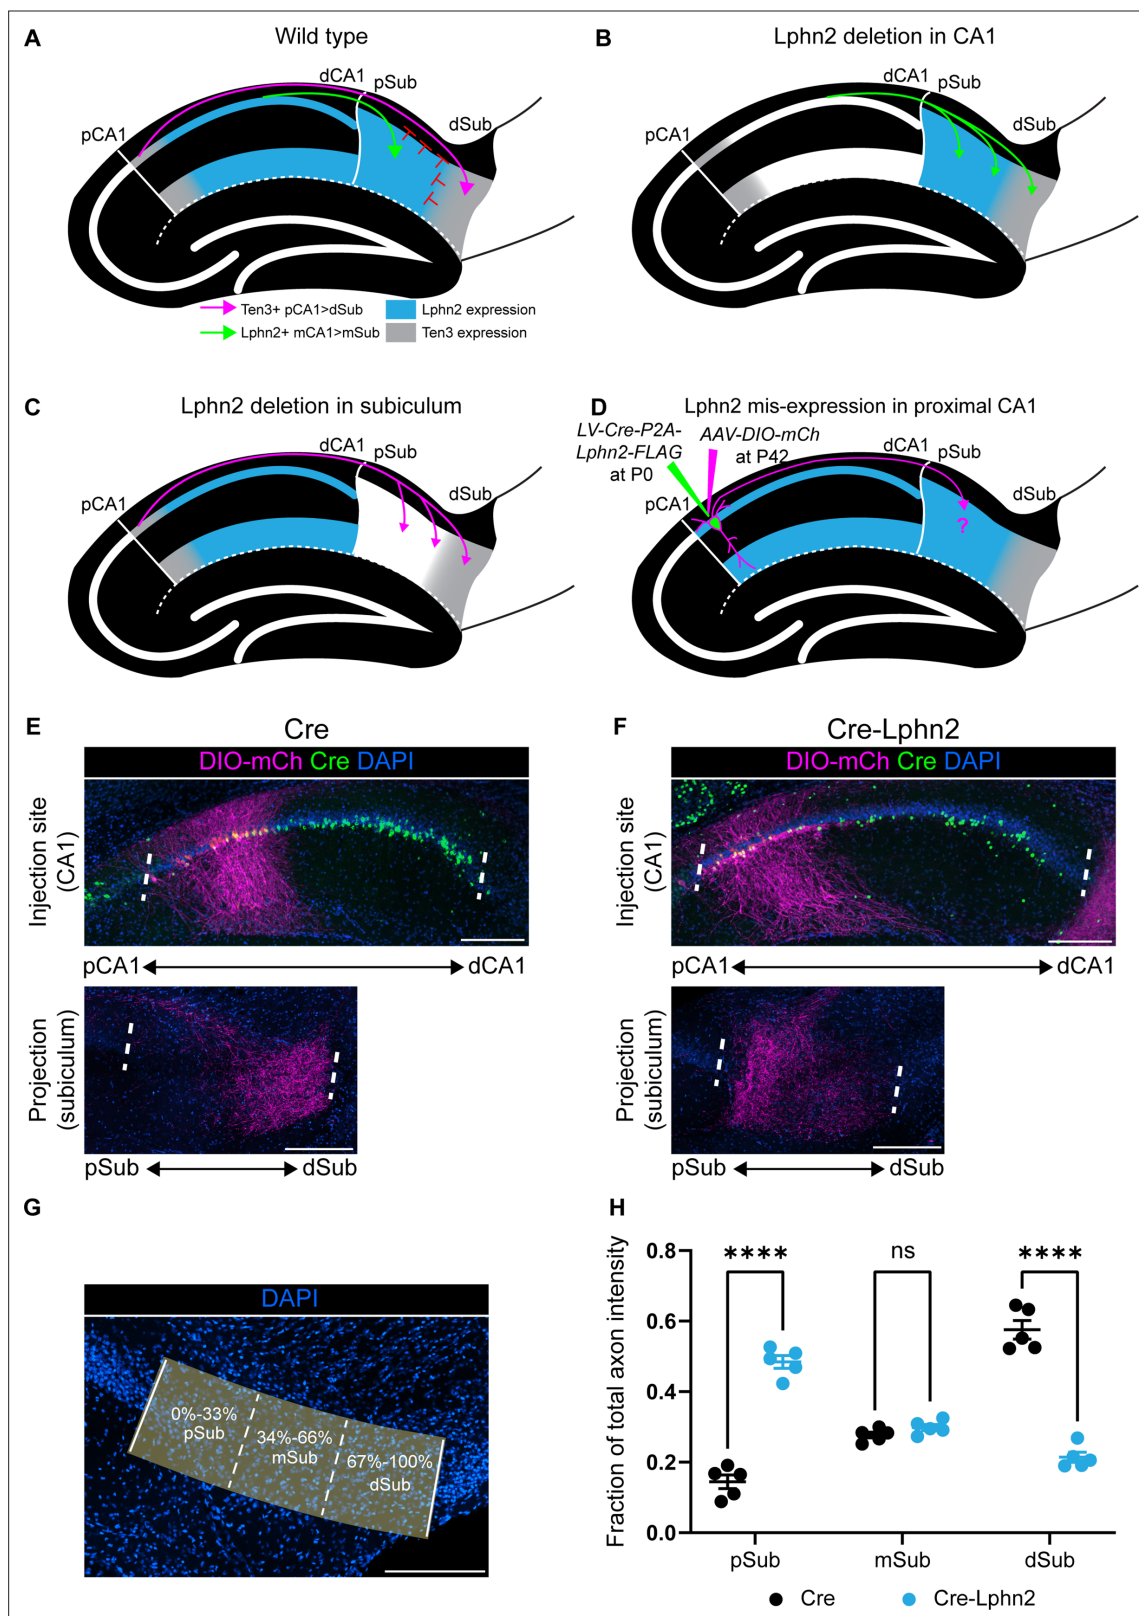 A
Wild type
dCA1
pSub
pCA1
dSub
Ten3+ pCA1>dSub
Lphn2 expression
Lphn2+ mCA1>mSub
Ten3 expression
B
Lphn2 deletion in CA1
dCA1
pSub
pCA1
dSub
C
Lphn2 deletion in subiculum
dCA1
pSub
pCA1
dSub
D
Lphn2 mis-expression in proximal CA1
LV-Cre-P2A-
Lphn2-FLAG
at P0
AAV-DIO-mCh
at P42
dCA1
pSub
pCA1
dSub
?
E
Cre
DIO-mCh Cre DAPI
Injection site
(CA1)
pCA1
dCA1
Projection
(subiculum)
pSub
dSub
F
Cre-Lphn2
DIO-mCh Cre DAPI
Injection site
(CA1)
pCA1
dCA1
Projection
(subiculum)
pSub
dSub
G
DAPI
0%-33%
pSub
34%-66%
mSub
67%-100%
dSub
H
Fraction of total axon intensity
0.8
0.6
0.4
0.2
0.0
****
ns
****
pSub
mSub
dSub
Cre
Cre-Lphn2